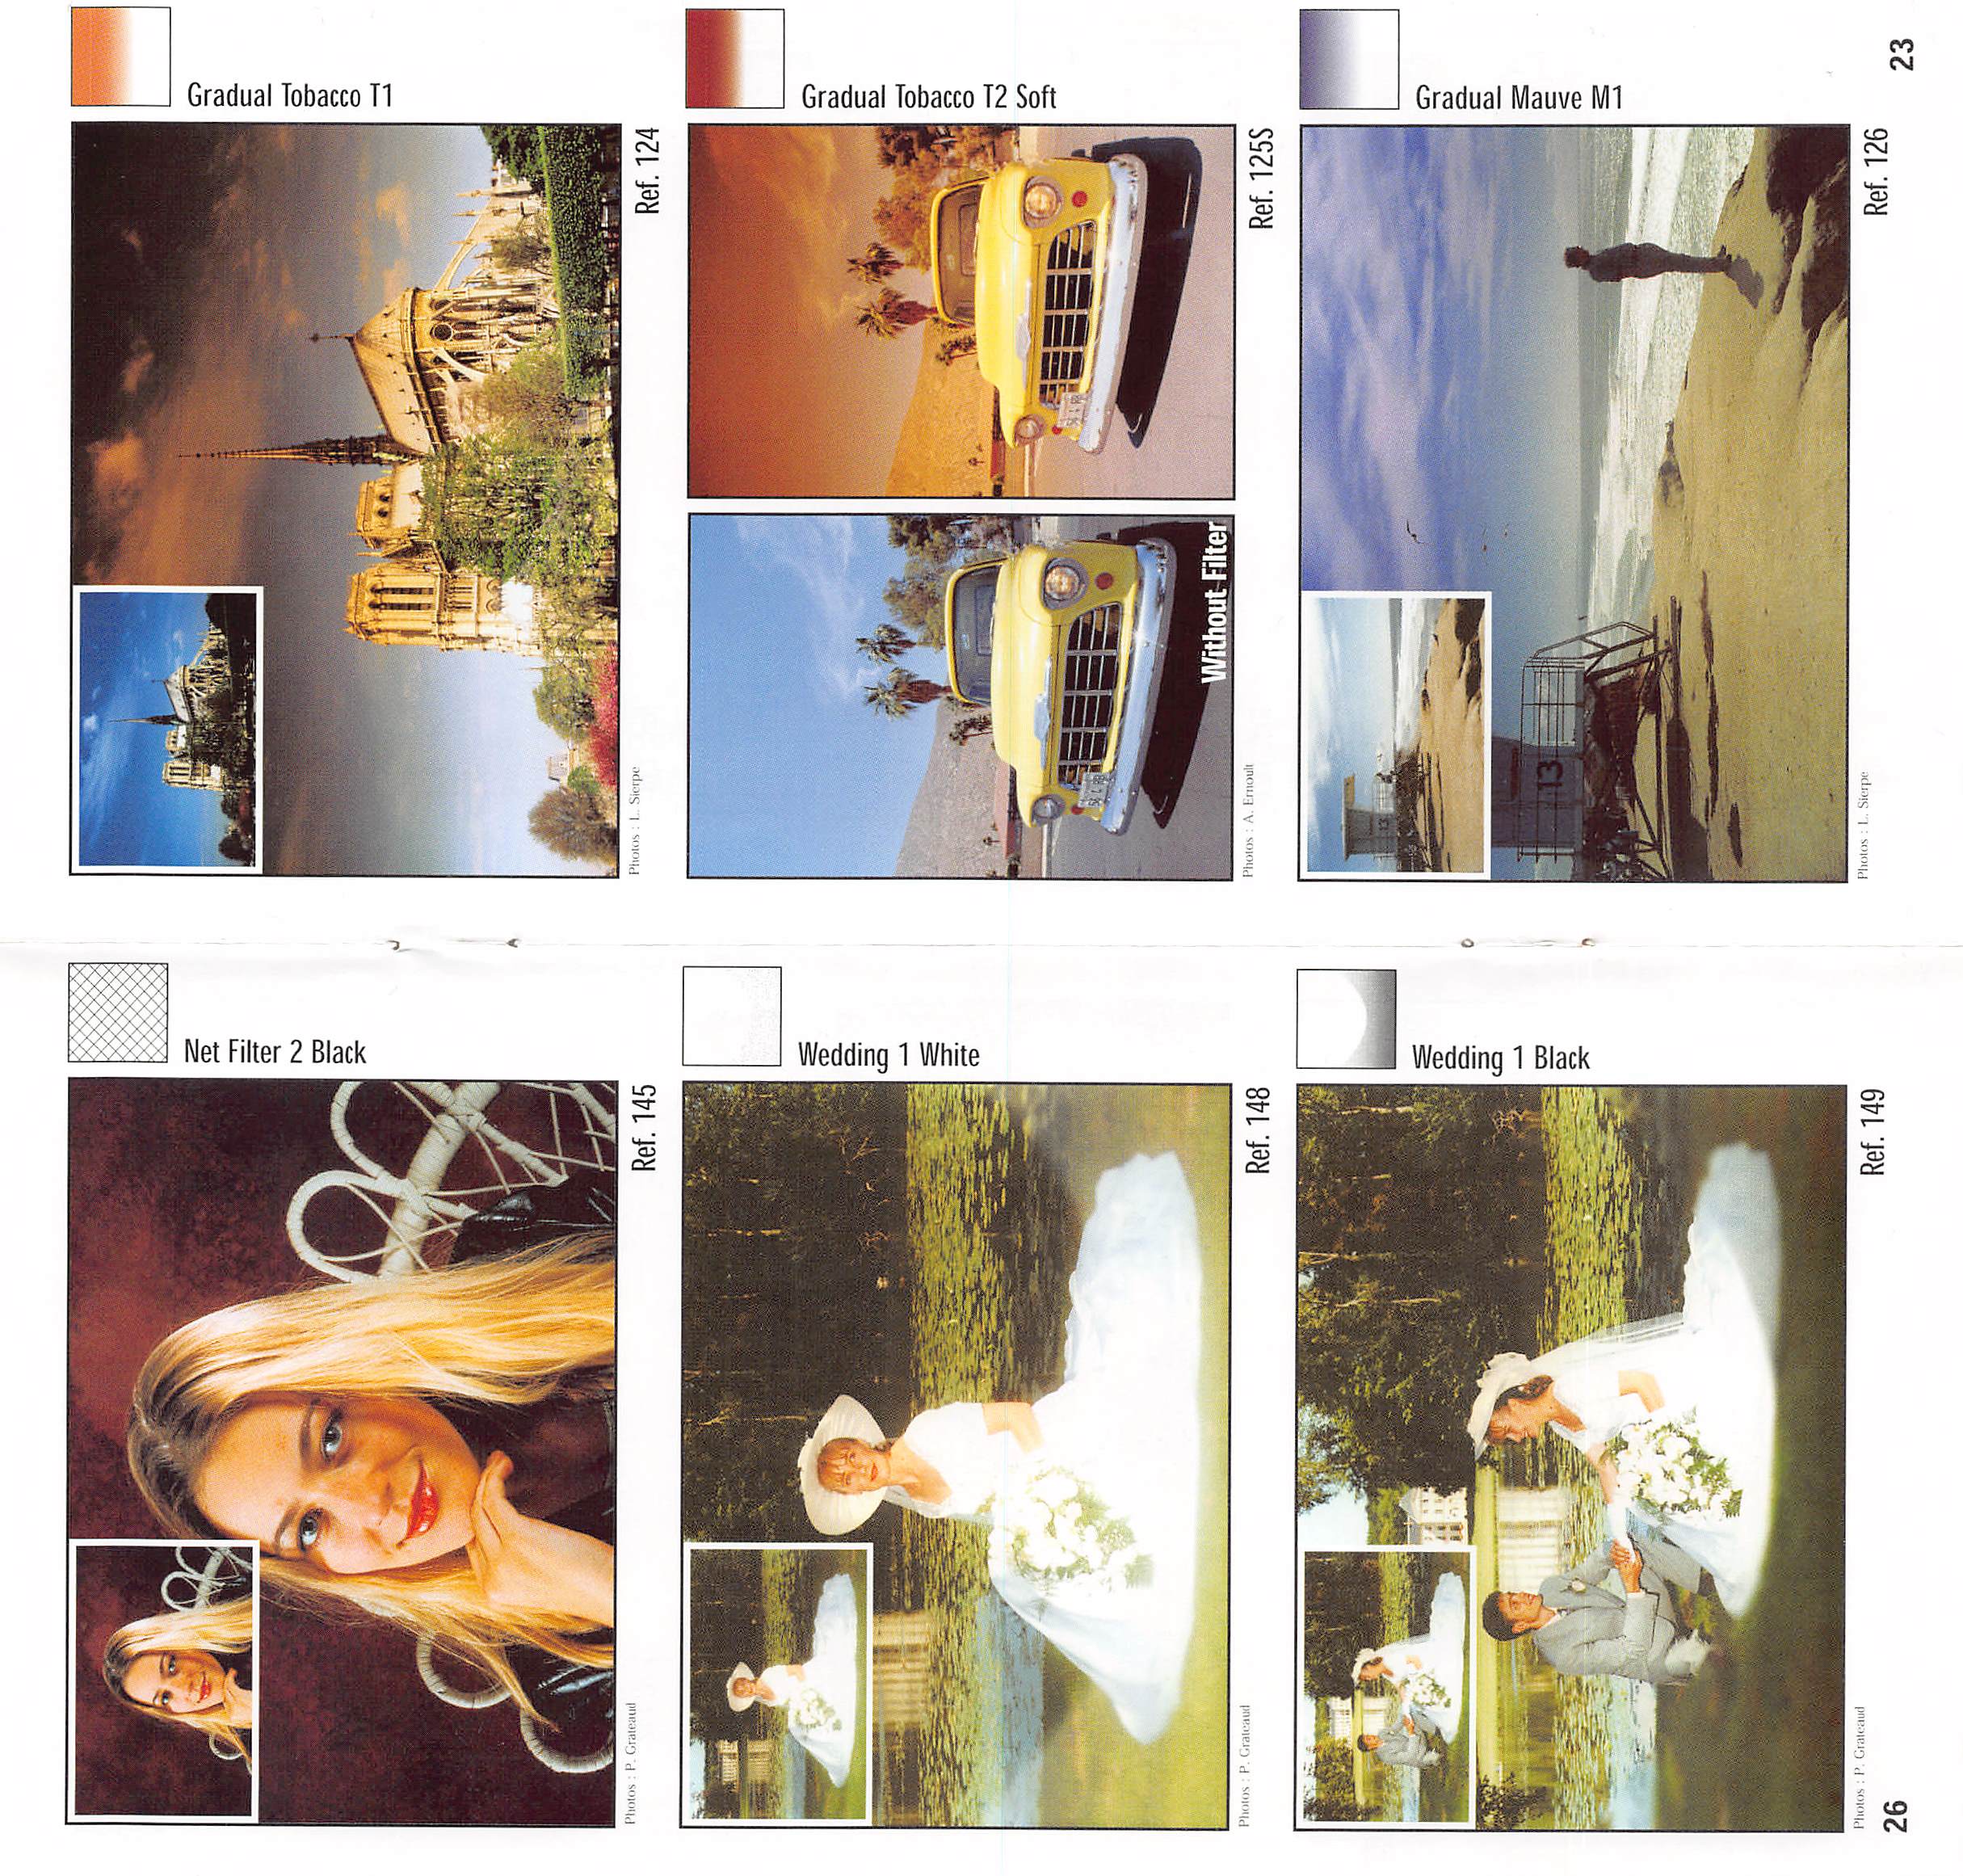 Gradual Tobacco T1
Ref. 124
Photos : L. Sierpe
Gradual Tobacco T2 Soft
Ref. 125S
Without Filter
Photos : A. Ernoult
Gradual Mauve M1
Ref. 126
13
Photos : L. Sierpe
23
Net Filter 2 Black
Ref. 145
Photos : P. Grateaud
Wedding 1 White
Ref. 148
Photos : P. Grateaud
Wedding 1 Black
Ref. 149
Photos : P. Grateaud
26